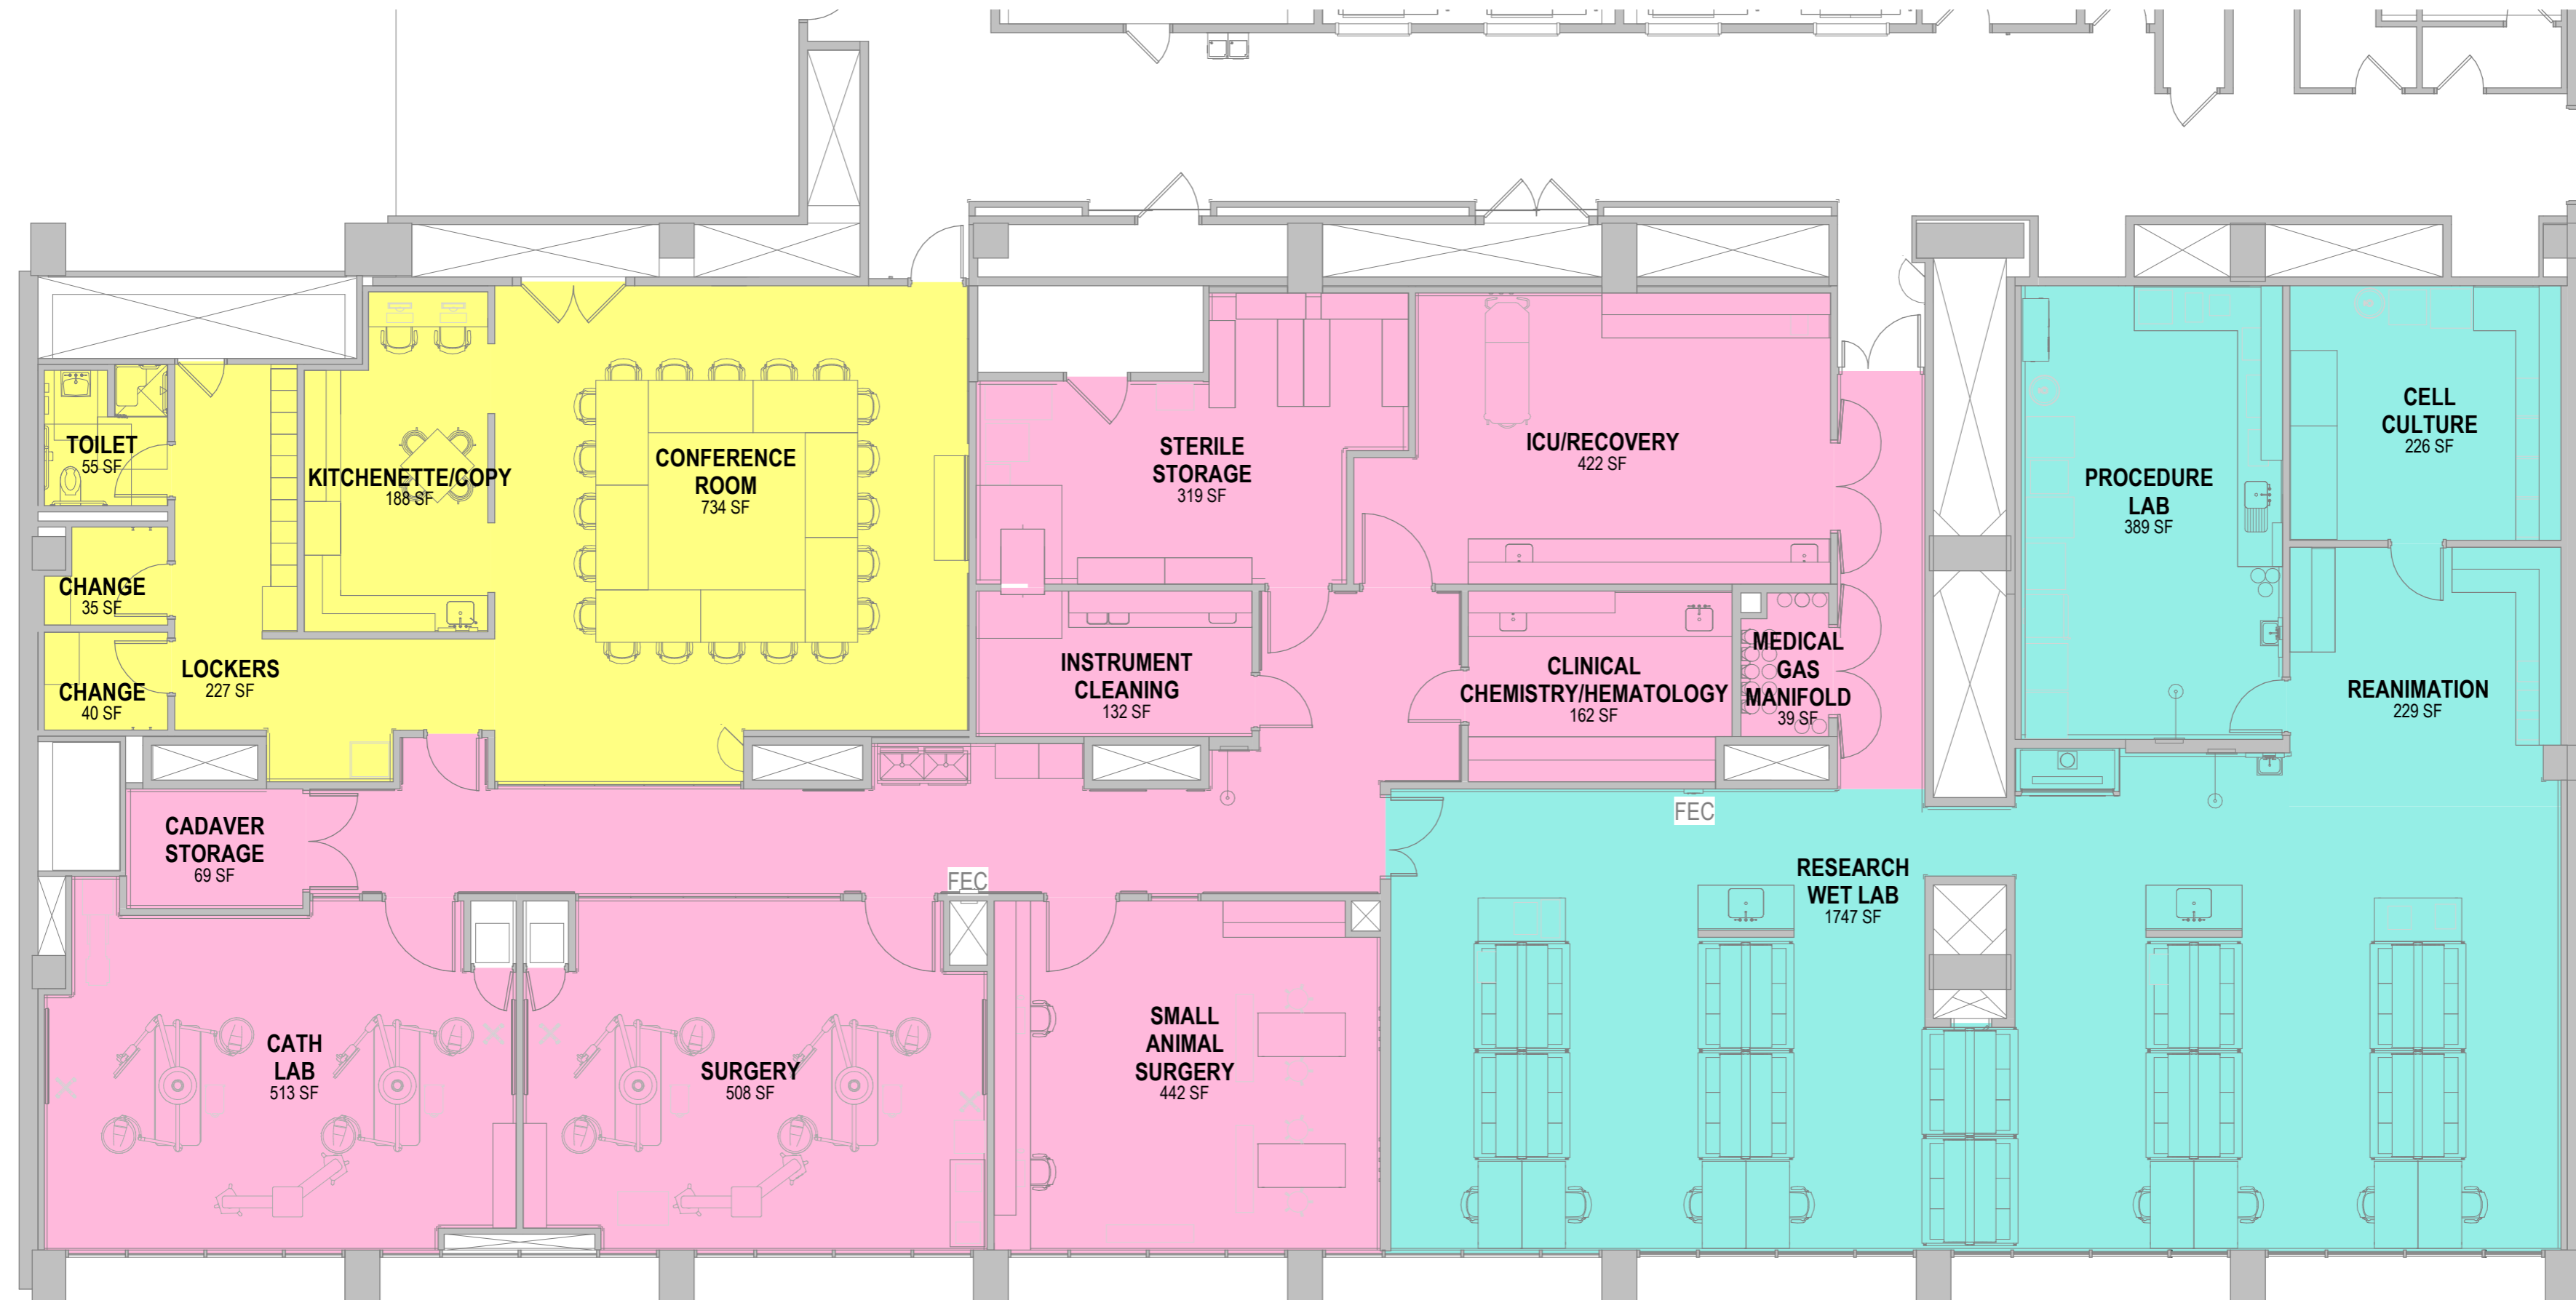 TOILET
55 SF
KITCHENETTE/COPY
188 SF
CONFERENCE
ROOM
734 SF
CHANGE
35 SF
CHANGE
40 SF
LOCKERS
227 SF
STERILE
STORAGE
319 SF
ICU/RECOVERY
422 SF
INSTRUMENT
CLEANING
132 SF
CLINICAL
CHEMISTRY/HEMATOLOGY
162 SF
MEDICAL
GAS
MANIFOLD
39 SF
PROCEDURE
LAB
389 SF
CELL
CULTURE
226 SF
REANIMATION
229 SF
CADAVER
STORAGE
69 SF
FEC
FEC
RESEARCH
WET LAB
1747 SF
CATH
LAB
513 SF
SURGERY
508 SF
SMALL
ANIMAL
SURGERY
442 SF